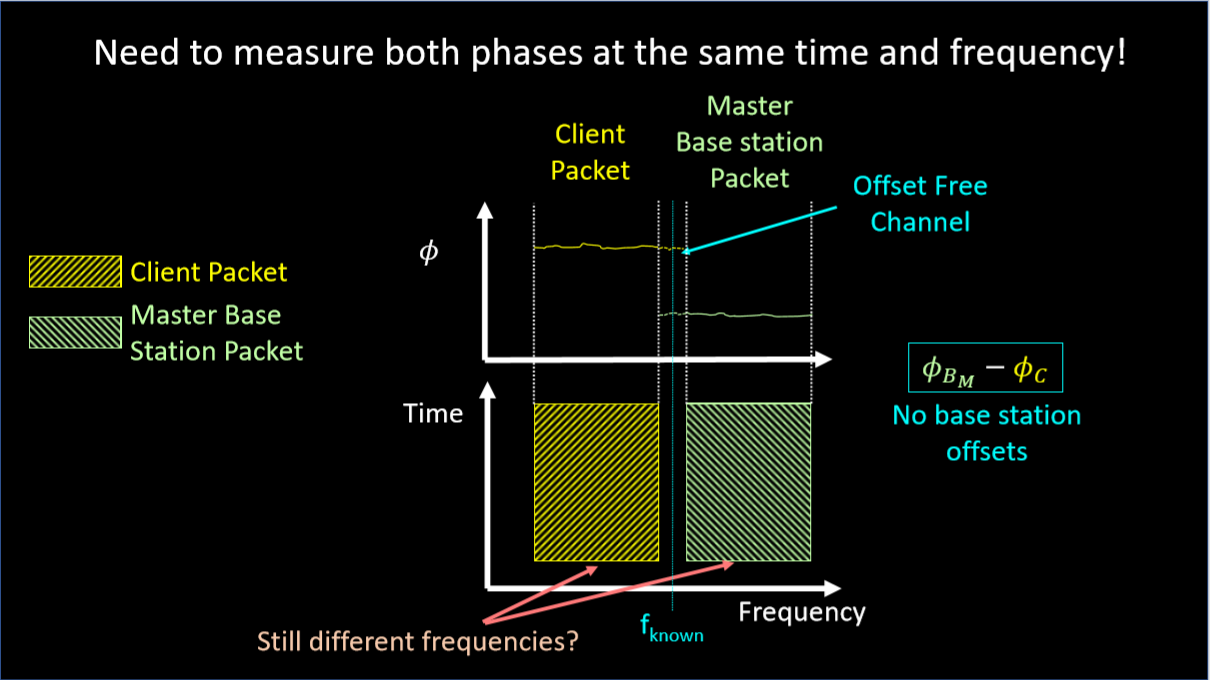 Need to measure both phases at the same time and frequency!
Client
Packet
Master
Base station
Packet
Offset Free
Channel
ϕ
Client Packet
Master Base
Station Packet
ϕ_{B_M} − ϕ_C
No base station
offsets
Time
Frequency
f_{known}
Still different frequencies?